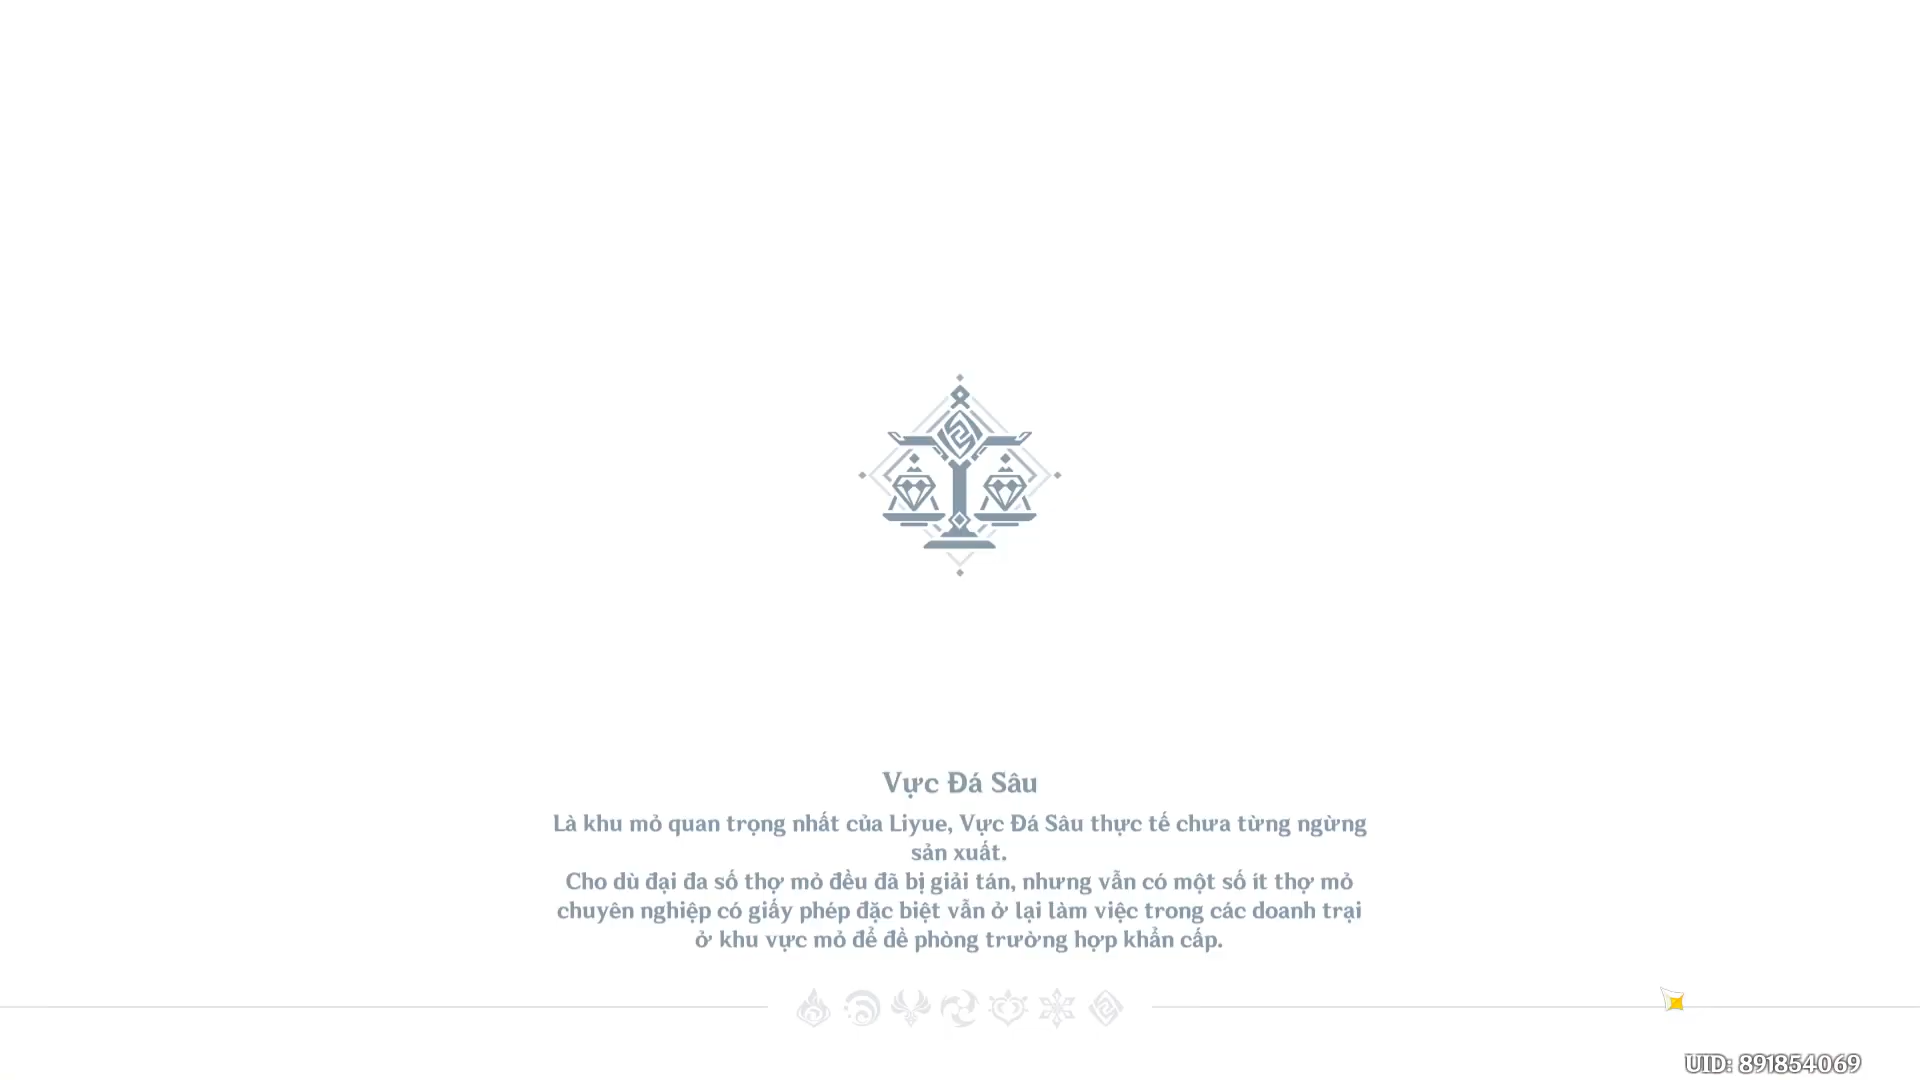 Vực Đá Sâu
Là khu mỏ quan trọng nhất của Liyue, Vực Đá Sâu thực tế chưa từng ngừng
sản xuất.
Cho dù đại đa số thợ mỏ đều đã bị giải tán, nhưng vẫn có một số ít thợ mỏ
chuyên nghiệp có giấy phép đặc biệt vẫn ở lại làm việc trong các doanh trại
ở khu vực mỏ để đề phòng trường hợp khẩn cấp.
UID: 891854069